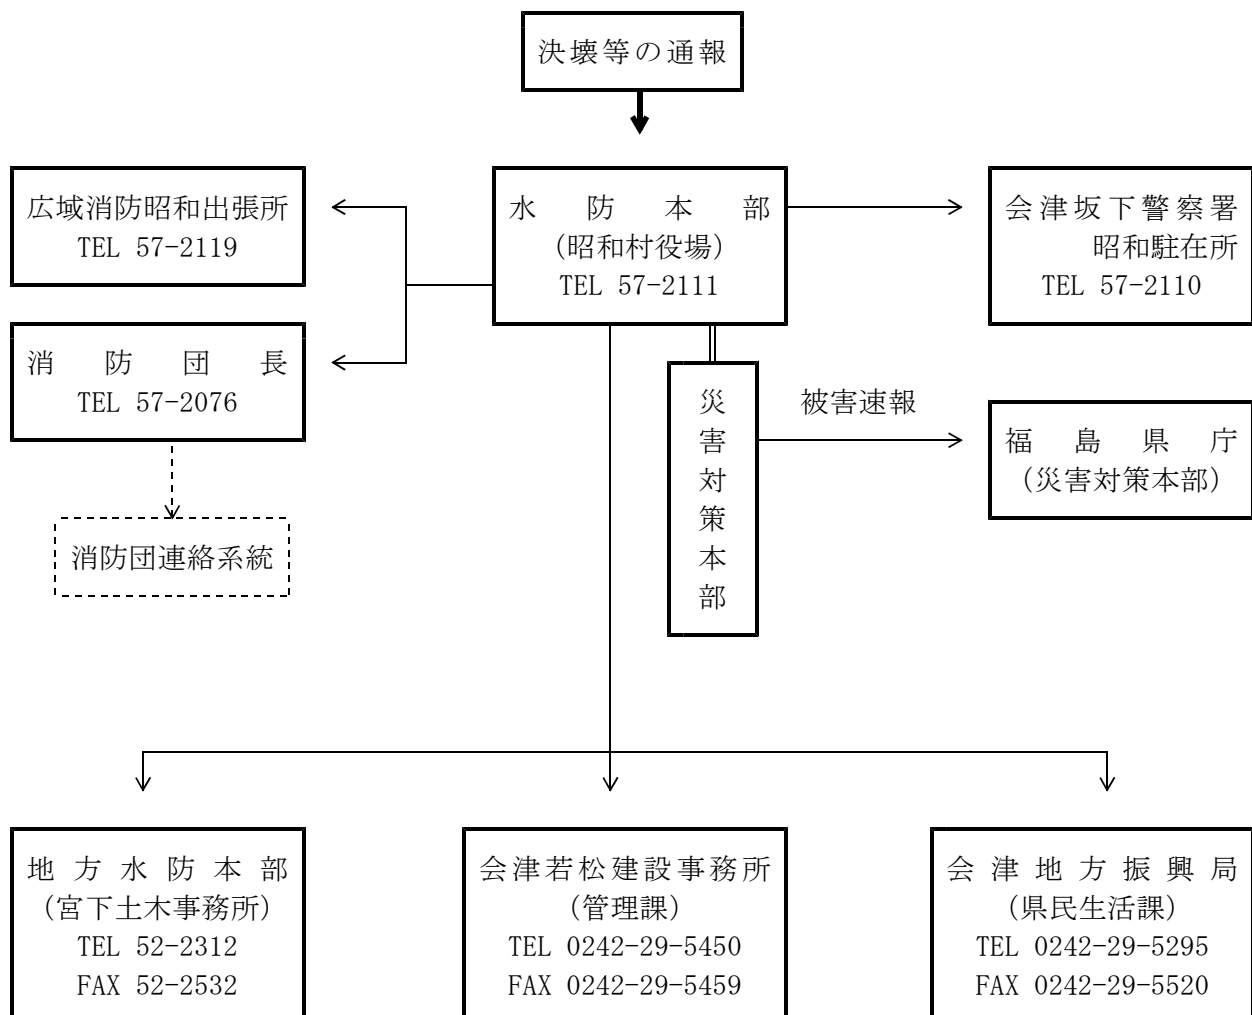 決壊等の通報
広域消防昭和出張所
TEL 57-2119
水防本部
(昭和村役場)
TEL 57-2111
会津坂下警察署
昭和駐在所
TEL 57-2110
消防団長
TEL 57-2076
災害対策本部
被害速報
福島県庁
(災害対策本部)
消防団連絡系統
地方水防本部
(宮下土木事務所)
TEL 52-2312
FAX 52-2532
会津若松建設事務所
(管理課)
TEL 0242-29-5450
FAX 0242-29-5459
会津地方振興局
(県民生活課)
TEL 0242-29-5295
FAX 0242-29-5520